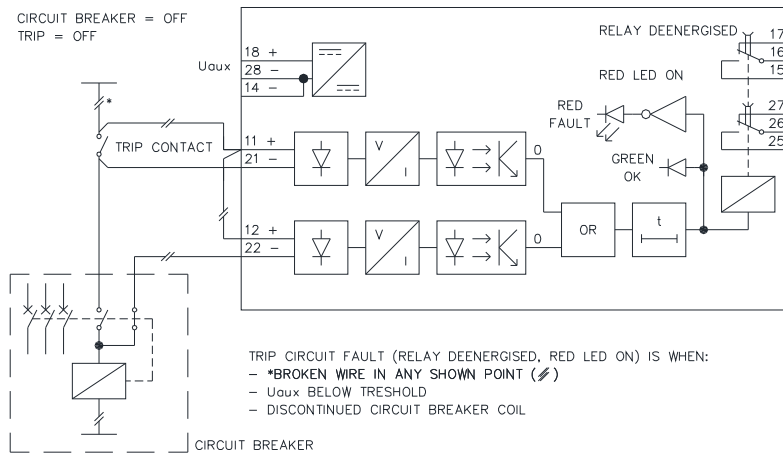 CIRCUIT BREAKER = OFF
TRIP = OFF
Uaux
18 +
28 -
14 -
RELAY DEENERGISED
17
16
15
RED LED ON
RED
FAULT
27
26
25
GREEN
OK
*
TRIP CONTACT
11 +
21 -
V
I
0
12 +
22 -
V
I
0
OR
t
TRIP CIRCUIT FAULT (RELAY DEENERGISED, RED LED ON) IS WHEN:
- *BROKEN WIRE IN ANY SHOWN POINT (//)
- Uaux BELOW TRESHOLD
- DISCONTINUED CIRCUIT BREAKER COIL
CIRCUIT BREAKER